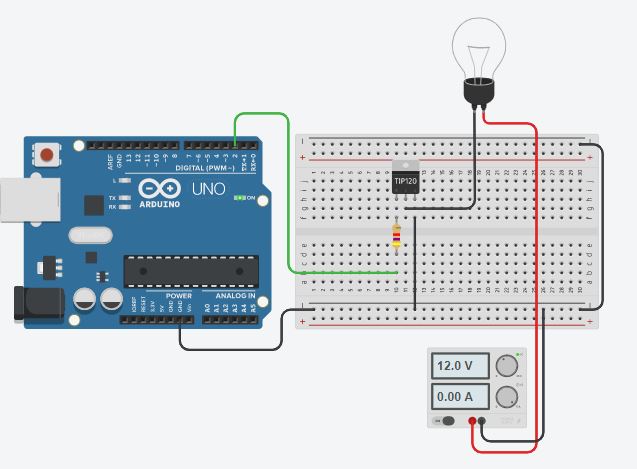 AREF
GND
13
12
~11
~10
~9
8
7
~6
~5
4
~3
2
TX→1
RX←0
DIGITAL (PWM~)
L
TX
RX
UNO
ARDUINO
ON
POWER
ANALOG IN
IOREF
RESET
3.3V
5V
GND
GND
Vin
A0
A1
A2
A3
A4
A5
TIP120
12.0 V
0.00 A